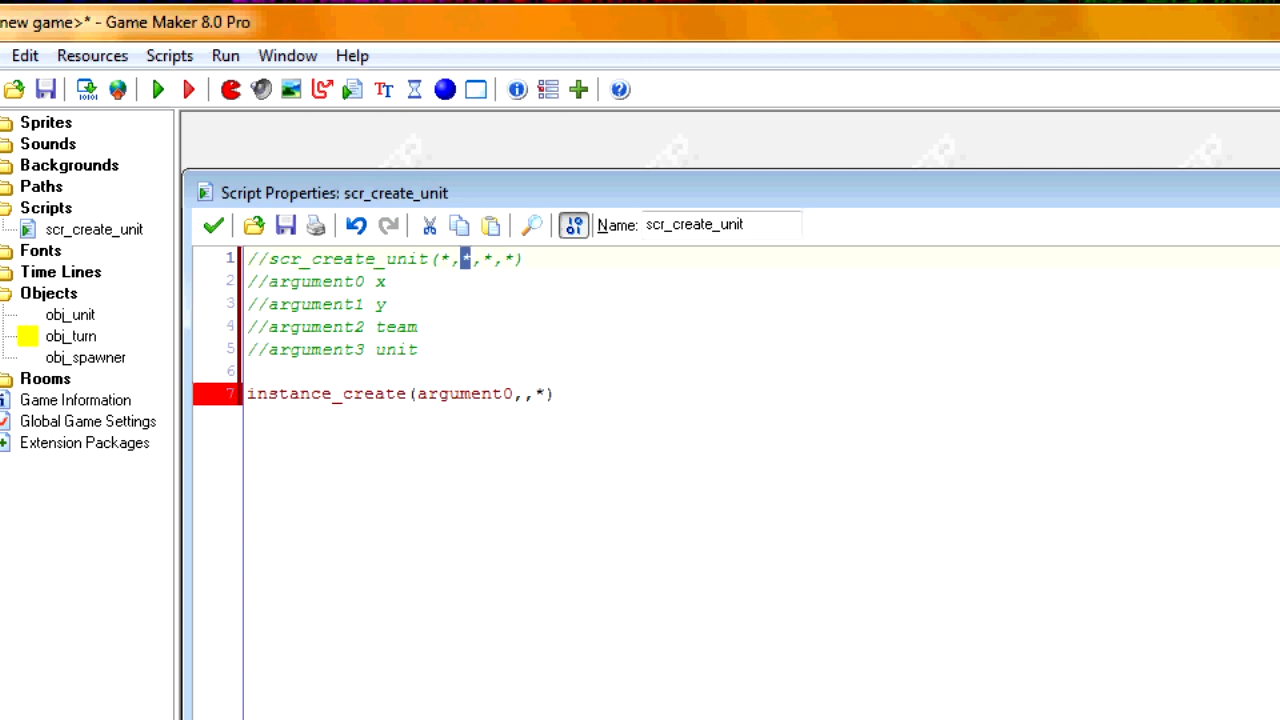 new game>* - Game Maker 8.0 Pro
Edit Resources Scripts Run Window Help
Sprites
Sounds
Backgrounds
Paths
Scripts
scr_create_unit
Fonts
Time Lines
Objects
obj_unit
obj_turn
obj_spawner
Rooms
Game Information
Global Game Settings
Extension Packages
Script Properties: scr_create_unit
Name: scr_create_unit
1 //scr_create_unit(*,*,*,*)
2 //argument0 x
3 //argument1 y
4 //argument2 team
5 //argument3 unit
6
7 instance_create(argument0,,*)